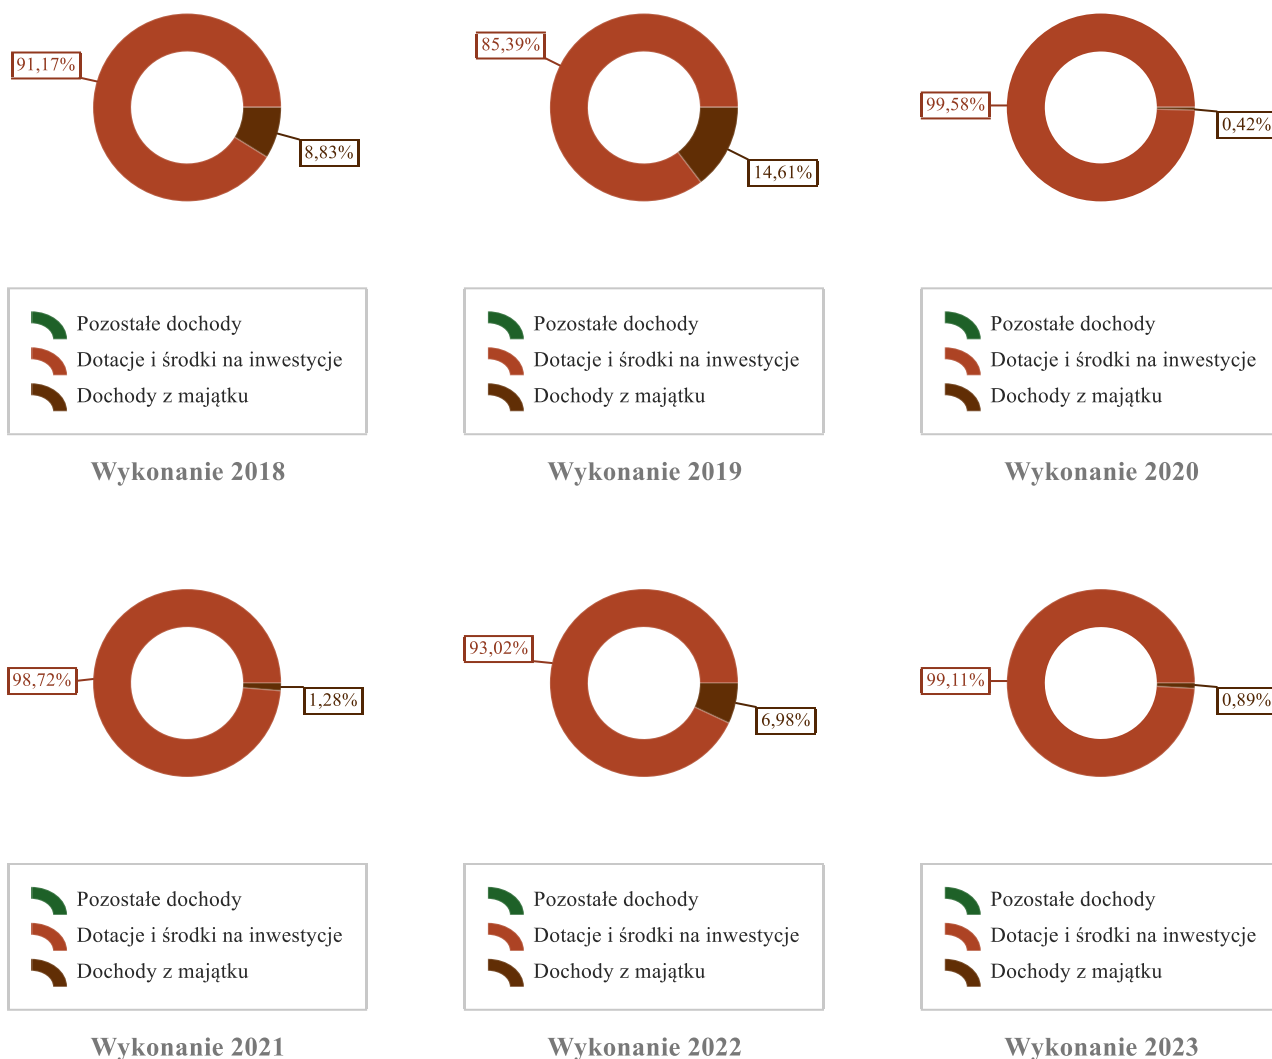 91,17%
8,83%
Pozostałe dochody
Dotacje i środki na inwestycje
Dochody z majątku
Wykonanie 2018
85,39%
14,61%
Pozostałe dochody
Dotacje i środki na inwestycje
Dochody z majątku
Wykonanie 2019
99,58%
0,42%
Pozostałe dochody
Dotacje i środki na inwestycje
Dochody z majątku
Wykonanie 2020
98,72%
1,28%
Pozostałe dochody
Dotacje i środki na inwestycje
Dochody z majątku
Wykonanie 2021
93,02%
6,98%
Pozostałe dochody
Dotacje i środki na inwestycje
Dochody z majątku
Wykonanie 2022
99,11%
0,89%
Pozostałe dochody
Dotacje i środki na inwestycje
Dochody z majątku
Wykonanie 2023